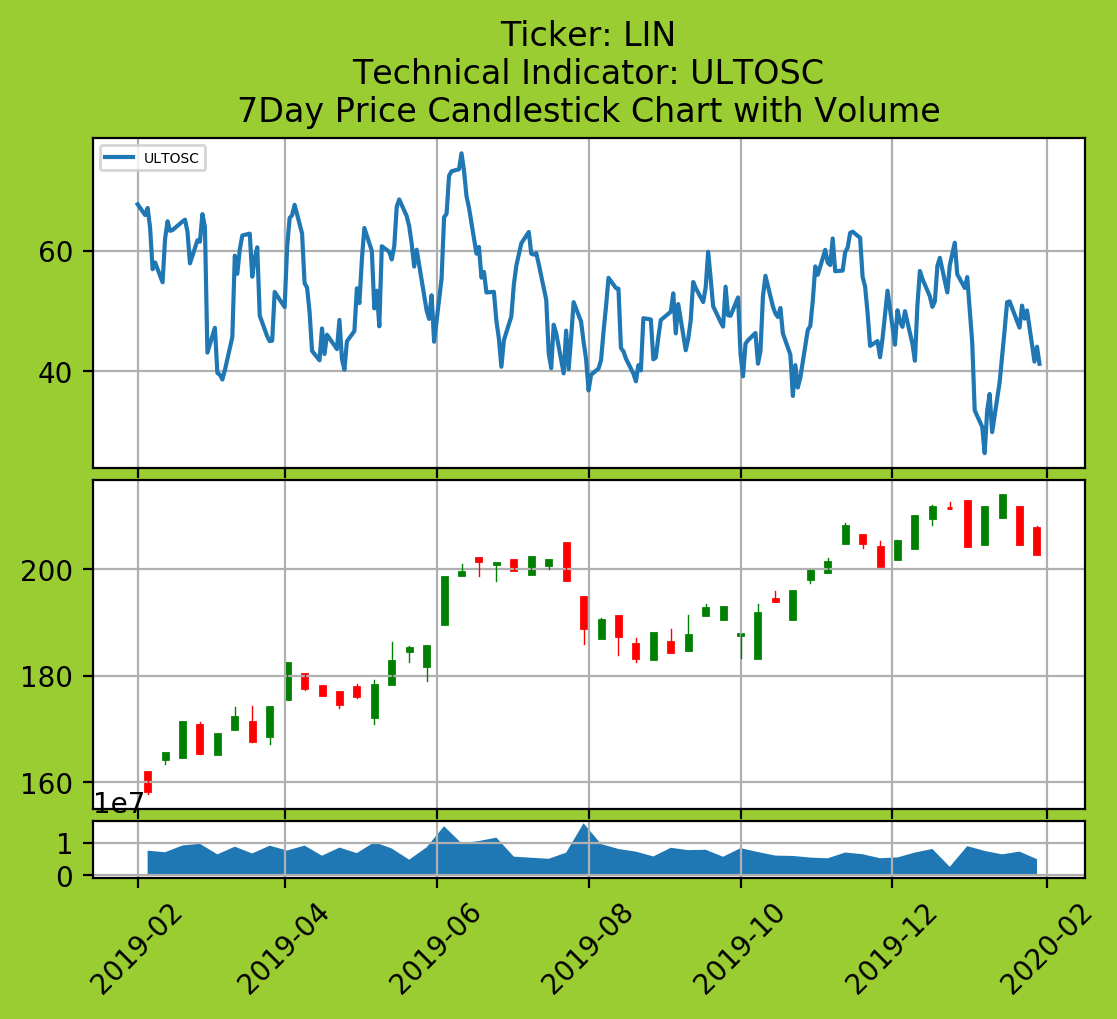 Ticker: LIN
Technical Indicator: ULTOSC
7Day Price Candlestick Chart with Volume
ULTOSC
60
40
200
180
160
1e7
1
0
2019-02
2019-04
2019-06
2019-08
2019-10
2019-12
2020-02